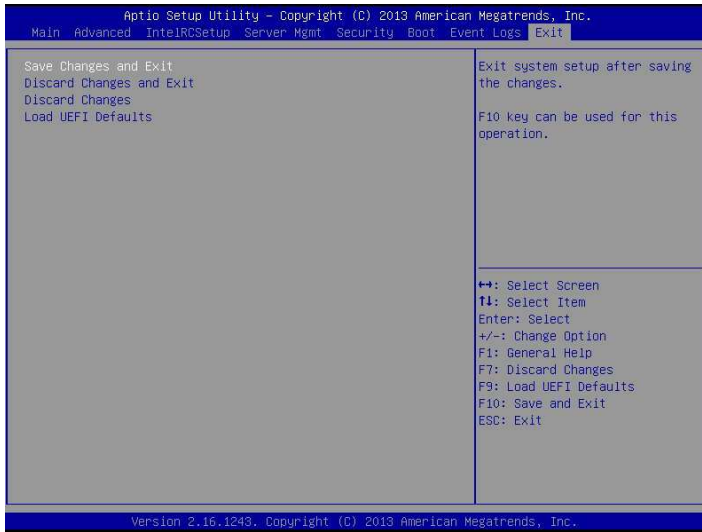 Aptio Setup Utility – Copyright (C) 2013 American Megatrends, Inc.
Main Advanced IntelRCSetup Server Mgmt Security Boot Event Logs Exit
Save Changes and Exit
Discard Changes and Exit
Discard Changes
Load UEFI Defaults
Exit system setup after saving
the changes.
F10 key can be used for this
operation.
↔: Select Screen
↑↓: Select Item
Enter: Select
+/-: Change Option
F1: General Help
F7: Discard Changes
F9: Load UEFI Defaults
F10: Save and Exit
ESC: Exit
Version 2.16.1243. Copyright (C) 2013 American Megatrends, Inc.